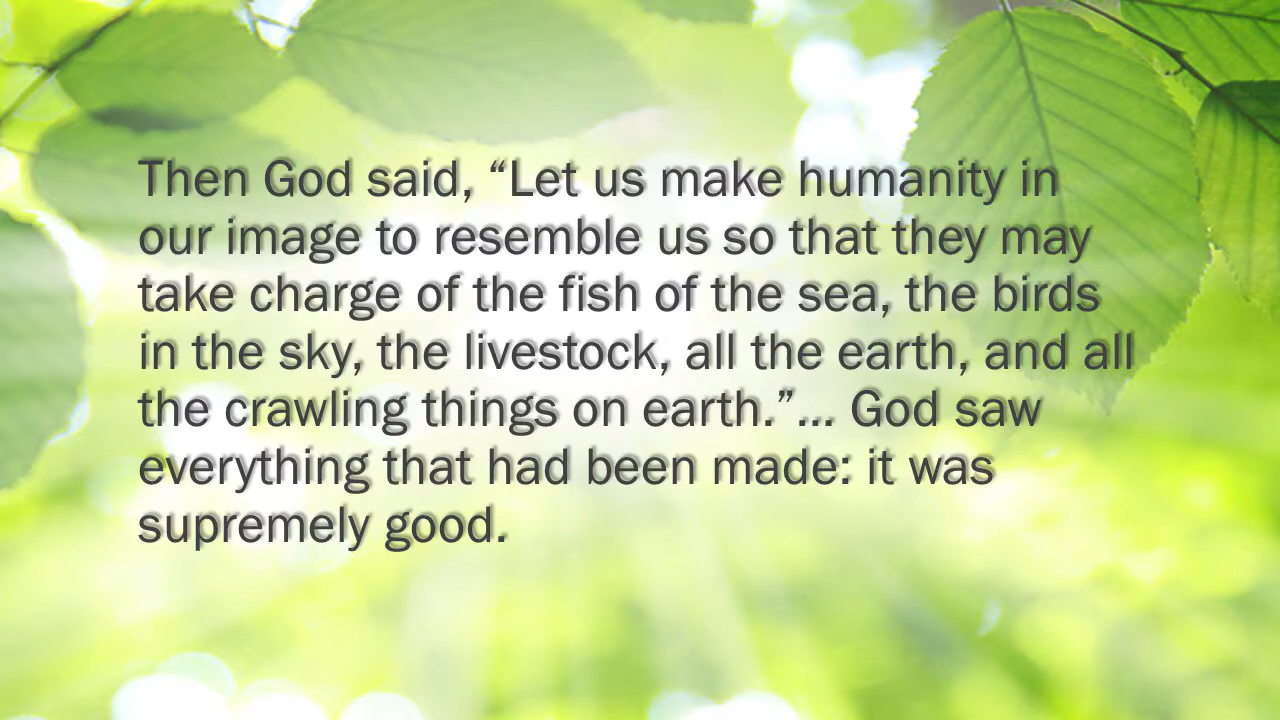 Then God said, “Let us make humanity in
our image to resemble us so that they may
take charge of the fish of the sea, the birds
in the sky, the livestock, all the earth, and all
the crawling things on earth.”... God saw
everything that had been made: it was
supremely good.